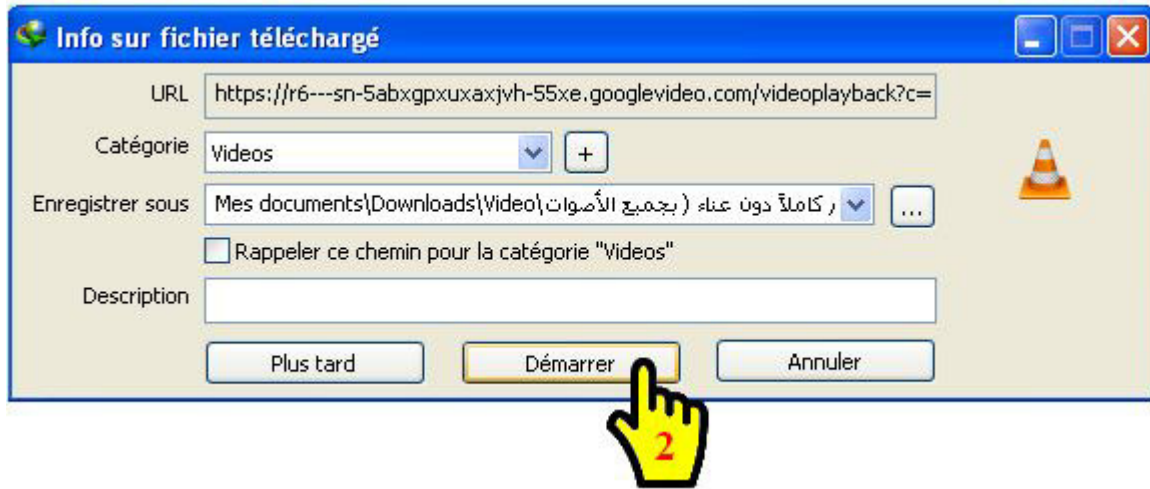 Info sur fichier téléchargé
URL https://r6---sn-5abxgpxuxaxjvh-55xe.googlevideo.com/videoplayback?c=
Catégorie Videos +
Enregistrer sous Mes documents\Downloads\Video\ر كاملاً دون عناء ( بجميع الأصوات ...
Rappeler ce chemin pour la catégorie "Videos"
Description
Plus tard Démarrer Annuler
2